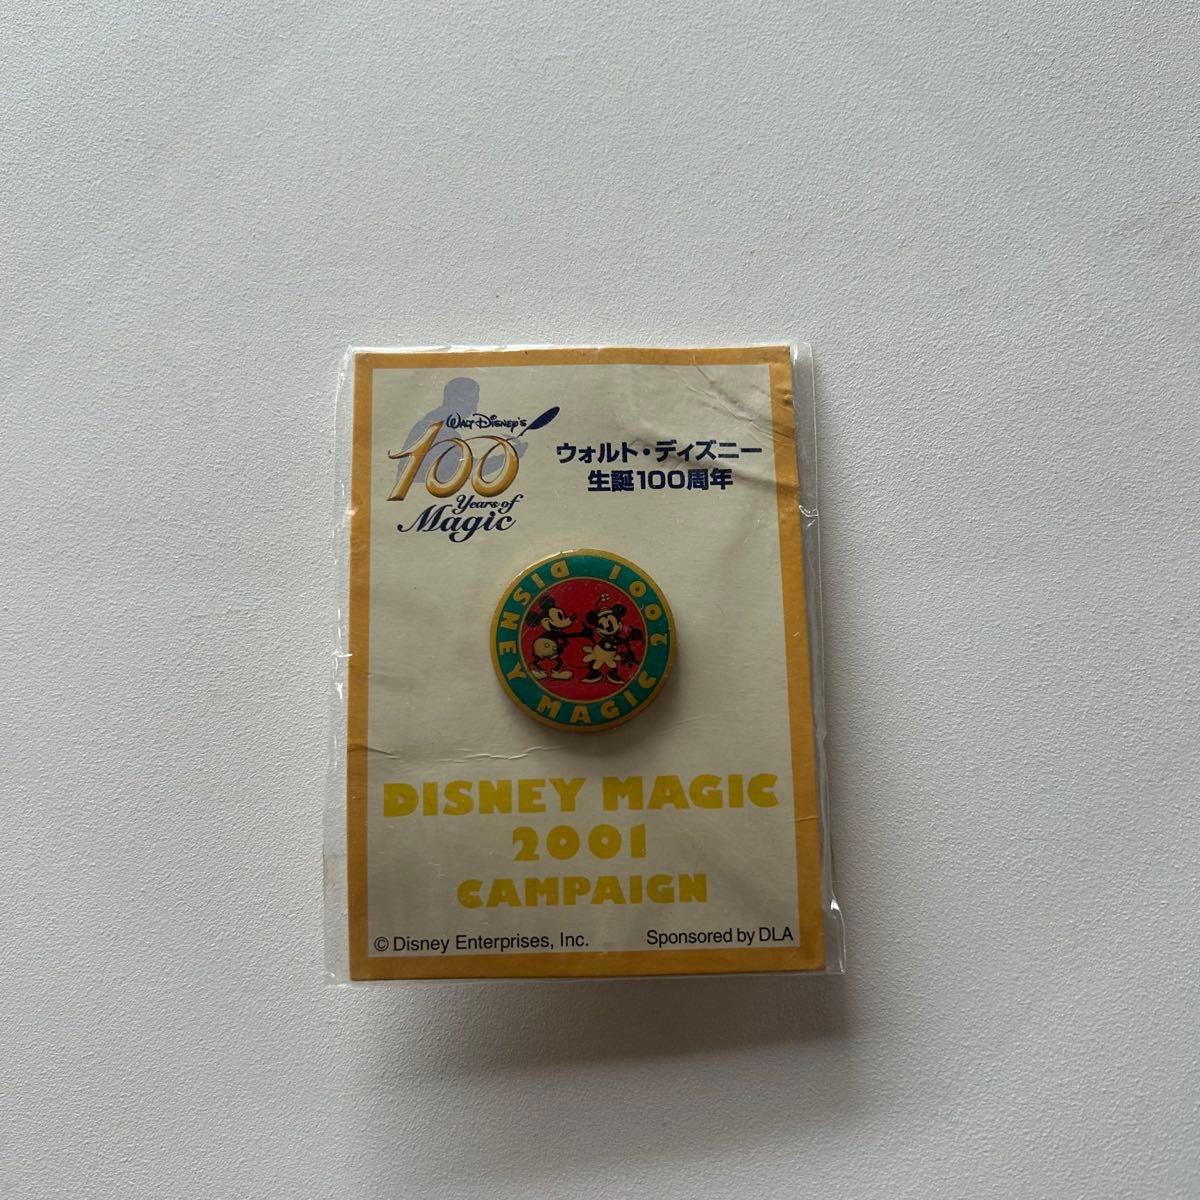 WALT DISNEY'S
100
Years of
Magic
ウォルト・ディズニー
生誕100周年
DISNEY MAGIC 2001
DISNEY MAGIC
2001
CAMPAIGN
© Disney Enterprises, Inc.
Sponsored by DLA